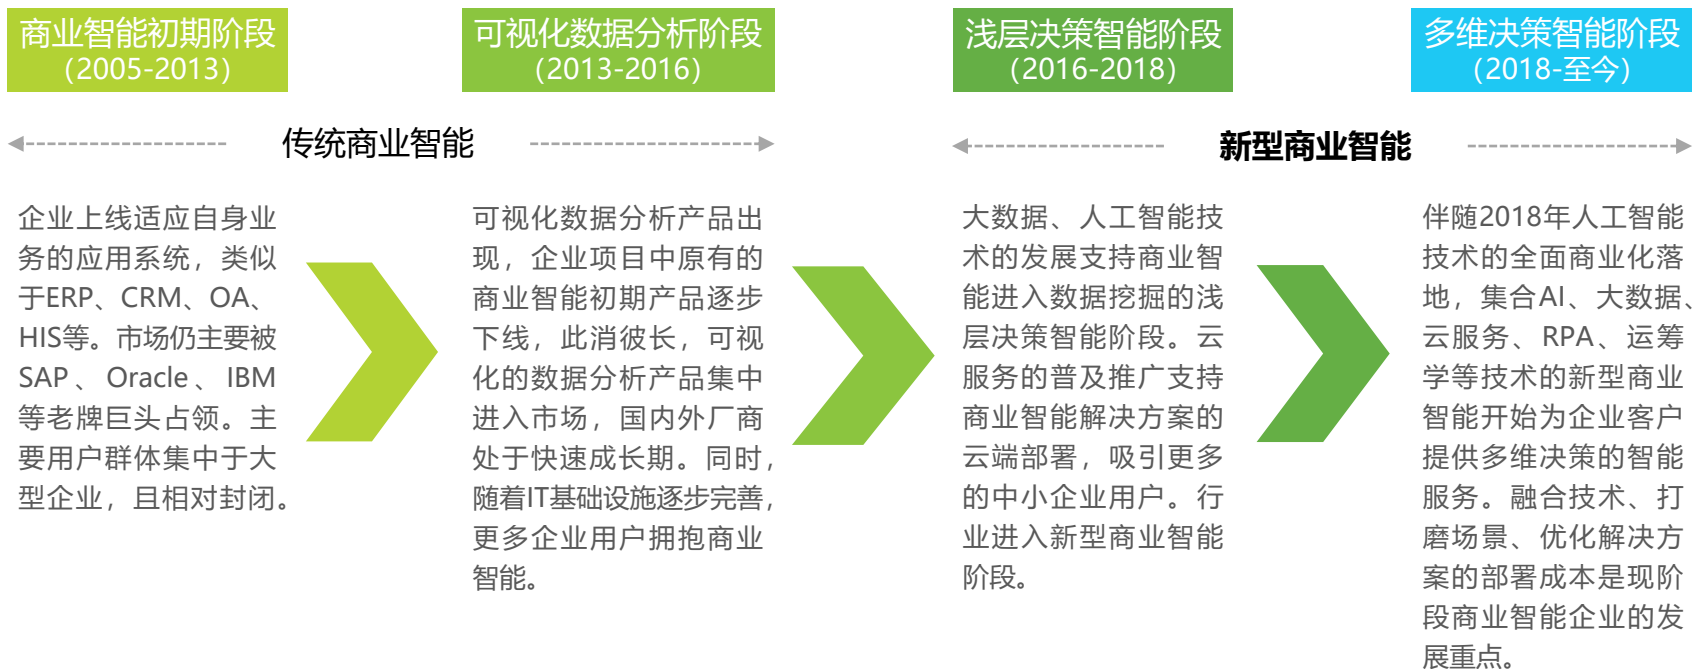 商业智能初期阶段
（2005-2013）
可视化数据分析阶段
（2013-2016）
浅层决策智能阶段
（2016-2018）
多维决策智能阶段
（2018-至今）
传统商业智能
新型商业智能
企业上线适应自身业
务的应用系统，类似
于ERP、CRM、OA、
HIS等。市场仍主要被
SAP、Oracle、IBM
等老牌巨头占领。主
要用户群体集中于大
型企业，且相对封闭。
可视化数据分析产品出
现，企业项目中原有的
商业智能初期产品逐步
下线，此消彼长，可视
化的数据分析产品集中
进入市场，国内外厂商
处于快速成长期。同时，
随着IT基础设施逐步完善，
更多企业用户拥抱商业
智能。
大数据、人工智能技
术的发展支持商业智
能进入数据挖掘的浅
层决策智能阶段。云
服务的普及推广支持
商业智能解决方案的
云端部署，吸引更多
的中小企业用户。行
业进入新型商业智能
阶段。
伴随2018年人工智能
技术的全面商业化落
地，集合AI、大数据、
云服务、RPA、运筹
学等技术的新型商业
智能开始为企业客户
提供多维决策的智能
服务。融合技术、打
磨场景、优化解决方
案的部署成本是现阶
段商业智能企业的发
展重点。